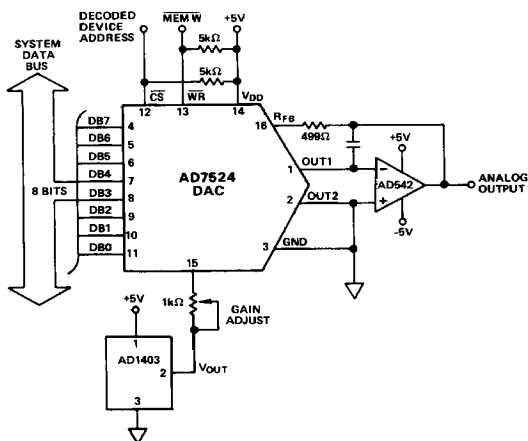 DECODED
DEVICE
ADDRESS
MEM W
+5V
5kΩ
5kΩ
SYSTEM
DATA
BUS
CS
WR
VDD
12
13
14
RFB
16
499Ω
DB7
4
DB6
5
DB5
6
DB4
7
8 BITS
DB3
8
DB2
9
DB1
10
DB0
11
AD7524
DAC
1
OUT1
2
OUT2
3
GND
+5V
−
AD542
+
-5V
ANALOG
OUTPUT
15
1kΩ
GAIN
ADJUST
+5V
1
AD1403
2
VOUT
3